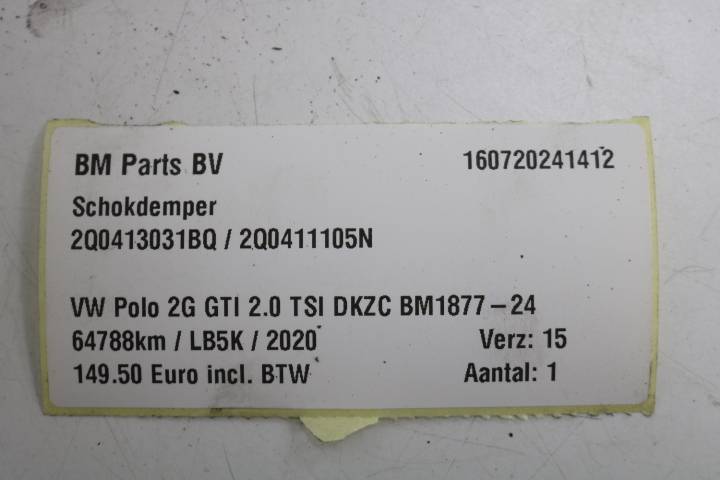 BM Parts BV 160720241412
Schokdemper
2Q0413031BQ / 2Q0411105N
VW Polo 2G GTI 2.0 TSI DKZC BM1877-24
64788km / LB5K / 2020 Verz: 15
149.50 Euro incl. BTW Aantal: 1